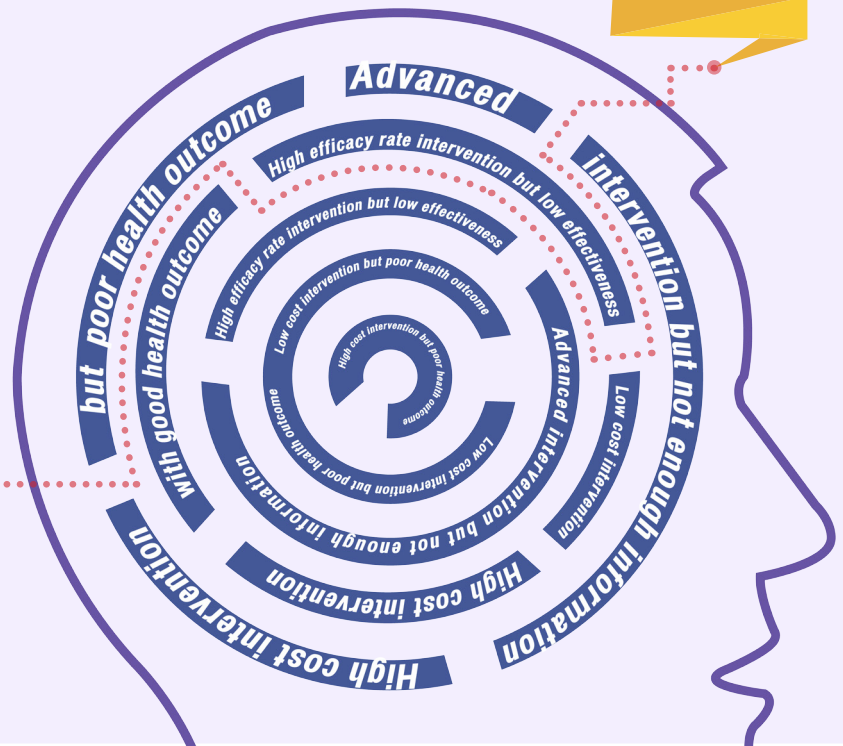 Advanced
intervention but not enough information
High cost intervention
but poor health outcome
High efficacy rate intervention but low effectiveness
Low cost intervention
High cost intervention
with good health outcome
High efficacy rate intervention but low effectiveness
Advanced intervention but not enough information
Low cost intervention but poor health outcome
Low cost intervention but poor health outcome
High cost intervention but poor health outcome